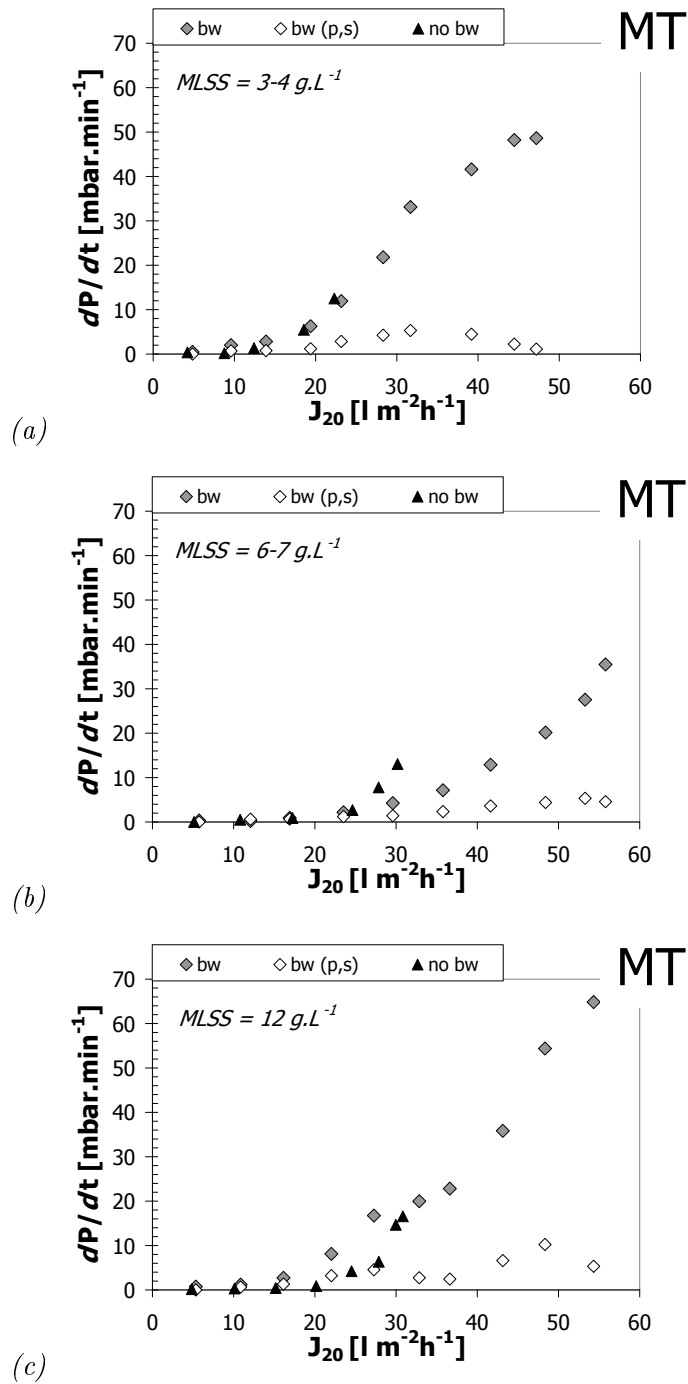 bw bw (p,s) no bw MT
MLSS = 3-4 g.L⁻¹
dP/dt [mbar.min⁻¹]
70
60
50
40
30
20
10
0
0 10 20 30 40 50 60
J₂₀ [l m⁻²h⁻¹]
(a)
bw bw (p,s) no bw MT
MLSS = 6-7 g.L⁻¹
dP/dt [mbar.min⁻¹]
70
60
50
40
30
20
10
0
0 10 20 30 40 50 60
J₂₀ [l m⁻²h⁻¹]
(b)
bw bw (p,s) no bw MT
MLSS = 12 g.L⁻¹
dP/dt [mbar.min⁻¹]
70
60
50
40
30
20
10
0
0 10 20 30 40 50 60
J₂₀ [l m⁻²h⁻¹]
(c)